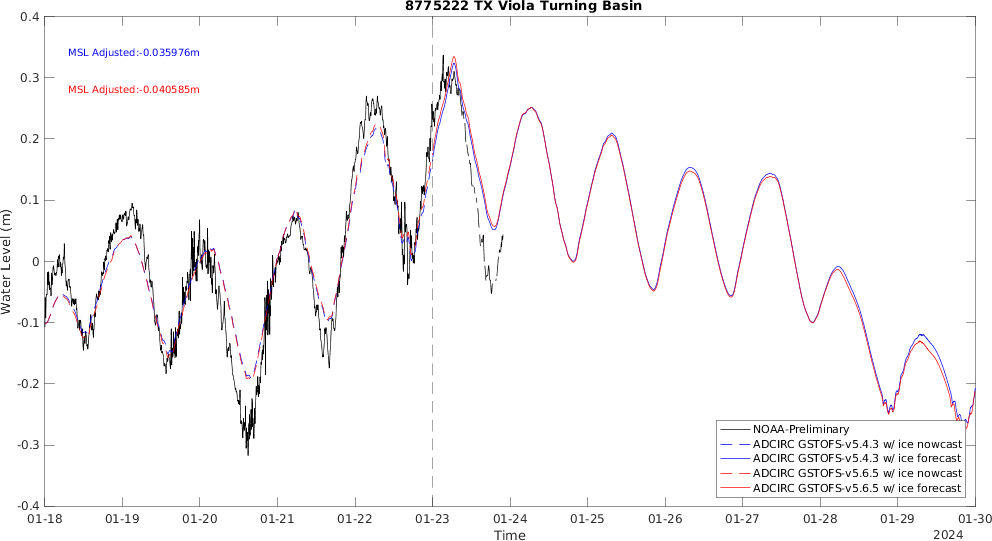 8775222 TX Viola Turning Basin
MSL Adjusted:-0.035976m
MSL Adjusted:-0.040585m
Water Level (m)
0.4
0.3
0.2
0.1
0
-0.1
-0.2
-0.3
-0.4
NOAA-Preliminary
ADCIRC GSTOFS-v5.4.3 w/ ice nowcast
ADCIRC GSTOFS-v5.4.3 w/ ice forecast
ADCIRC GSTOFS-v5.6.5 w/ ice nowcast
ADCIRC GSTOFS-v5.6.5 w/ ice forecast
01-18 01-19 01-20 01-21 01-22 01-23 01-24 01-25 01-26 01-27 01-28 01-29 01-30
Time
2024